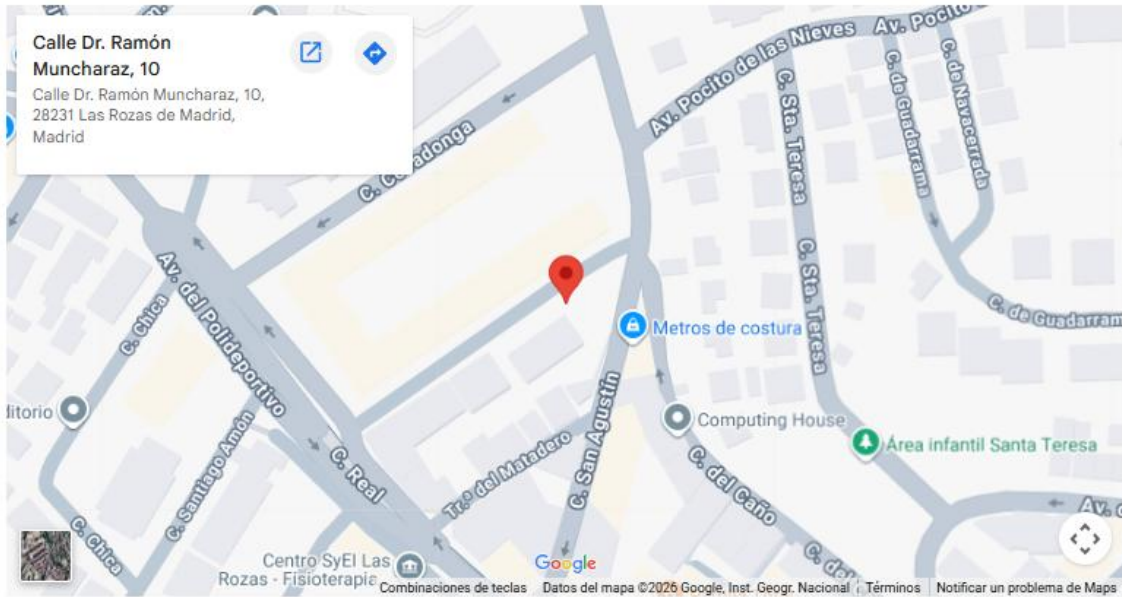 Calle Dr. Ramón
Muncharaz, 10
Calle Dr. Ramón Muncharaz, 10,
28231 Las Rozas de Madrid,
Madrid
Av. Pocito de las Nieves
Av. Pocito
C. de Guadarrama
C. de Navacerrada
C. Sta. Teresa
C. Sta. Teresa
C. de Guadarram
Metros de costura
C. Chica
Av. del Polideportivo
ditorio
Computing House
Área infantil Santa Teresa
C. Santiago Amón
C. Real
Tr.ª del Matadero
C. San Agustín
C. del Caño
C. Chica
Centro SyEl Las
Rozas - Fisioterapia
Google
Combinaciones de teclas
Datos del mapa ©2026 Google, Inst. Geogr. Nacional
Términos
Notificar un problema de Maps